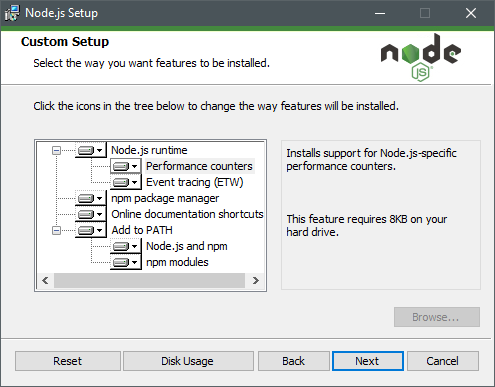 Node.js Setup
Custom Setup
Select the way you want features to be installed.
node
JS
Click the icons in the tree below to change the way features will be installed.
Node.js runtime
Performance counters
Event tracing (ETW)
npm package manager
Online documentation shortcuts
Add to PATH
Node.js and npm
npm modules
Installs support for Node.js-specific
performance counters.
This feature requires 8KB on your
hard drive.
Browse...
Reset
Disk Usage
Back
Next
Cancel